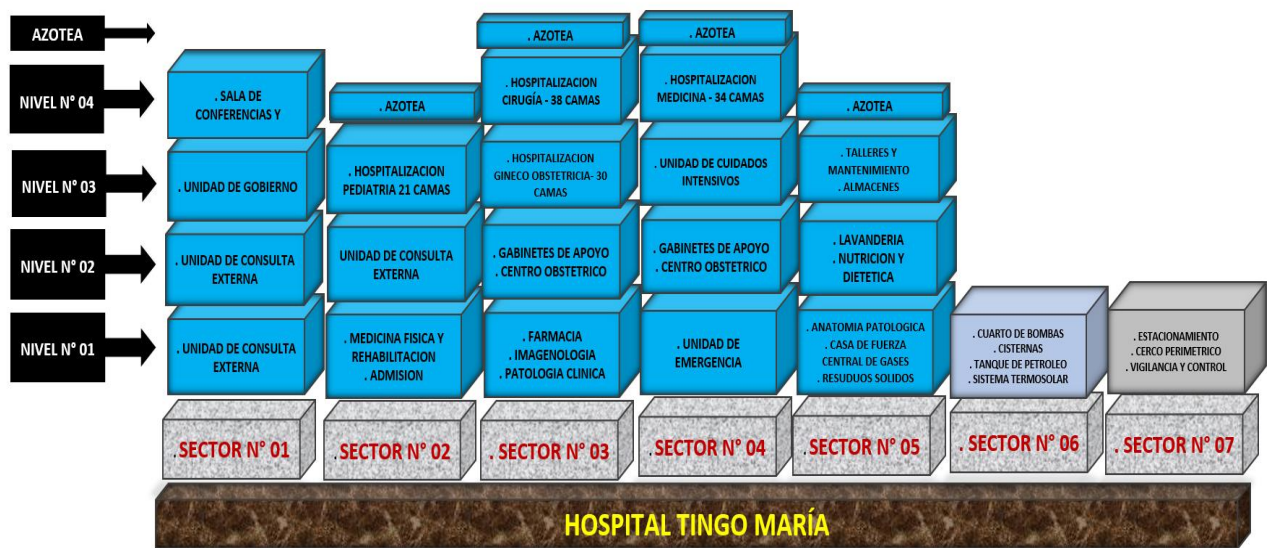 AZOTEA
. AZOTEA
. AZOTEA
NIVEL N° 04
. SALA DE
CONFERENCIAS Y
. AZOTEA
. HOSPITALIZACION
CIRUGÍA - 38 CAMAS
. HOSPITALIZACION
MEDICINA - 34 CAMAS
. AZOTEA
NIVEL N° 03
. UNIDAD DE GOBIERNO
. HOSPITALIZACION
PEDIATRIA 21 CAMAS
. HOSPITALIZACION
GINECO OBSTETRICIA- 30
CAMAS
. UNIDAD DE CUIDADOS
INTENSIVOS
. TALLERES Y
MANTENIMIENTO
. ALMACENES
NIVEL N° 02
. UNIDAD DE CONSULTA
EXTERNA
UNIDAD DE CONSULTA
EXTERNA
. GABINETES DE APOYO
. CENTRO OBSTETRICO
. GABINETES DE APOYO
. CENTRO OBSTETRICO
. LAVANDERIA
. NUTRICION Y
DIETETICA
NIVEL N° 01
. UNIDAD DE CONSULTA
EXTERNA
. MEDICINA FISICA Y
REHABILITACION
. ADMISION
. FARMACIA
. IMAGENOLOGIA
. PATOLOGIA CLINICA
. UNIDAD DE
EMERGENCIA
. ANATOMIA PATOLOGICA
. CASA DE FUERZA
CENTRAL DE GASES
. RESUDUOS SOLIDOS
. CUARTO DE BOMBAS
. CISTERNAS
. TANQUE DE PETROLEO
. SISTEMA TERMOSOLAR
. ESTACIONAMIENTO
. CERCO PERIMETRICO
. VIGILANCIA Y CONTROL
. SECTOR N° 01
. SECTOR N° 02
. SECTOR N° 03
. SECTOR N° 04
. SECTOR N° 05
. SECTOR N° 06
. SECTOR N° 07
HOSPITAL TINGO MARÍA